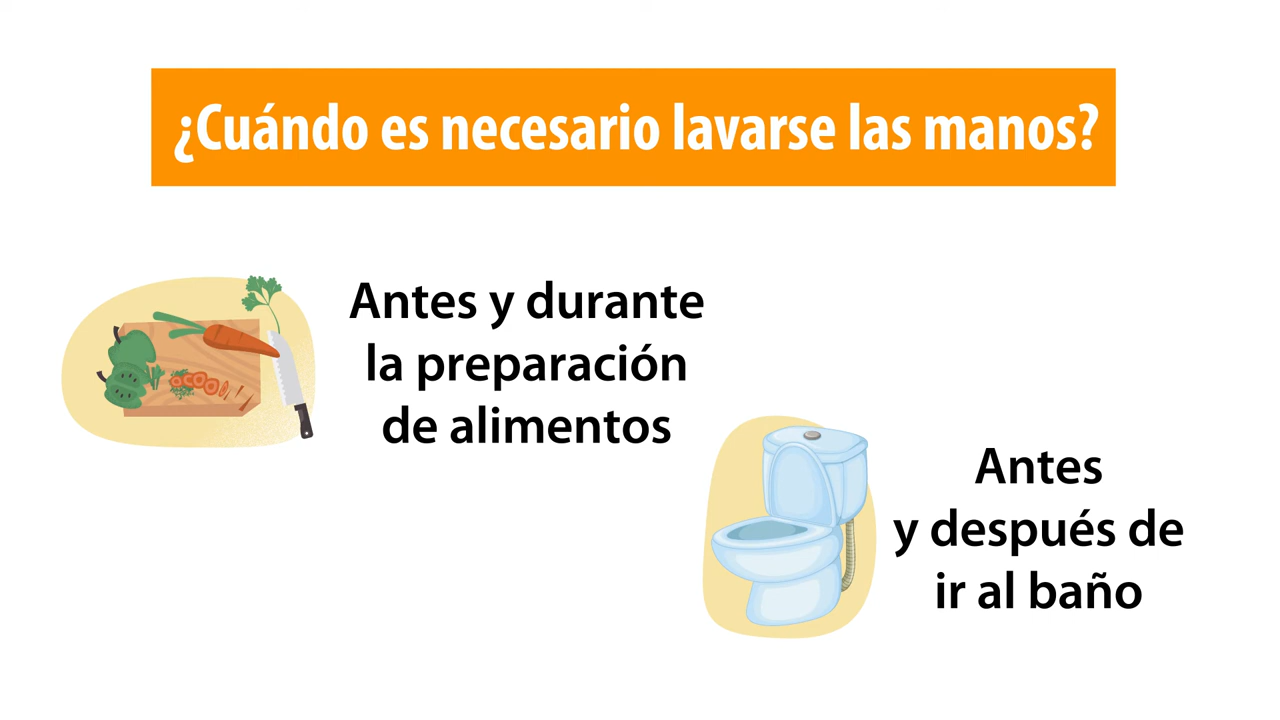 ¿Cuándo es necesario lavarse las manos?
Antes y durante
la preparación
de alimentos
Antes
y después de
ir al baño